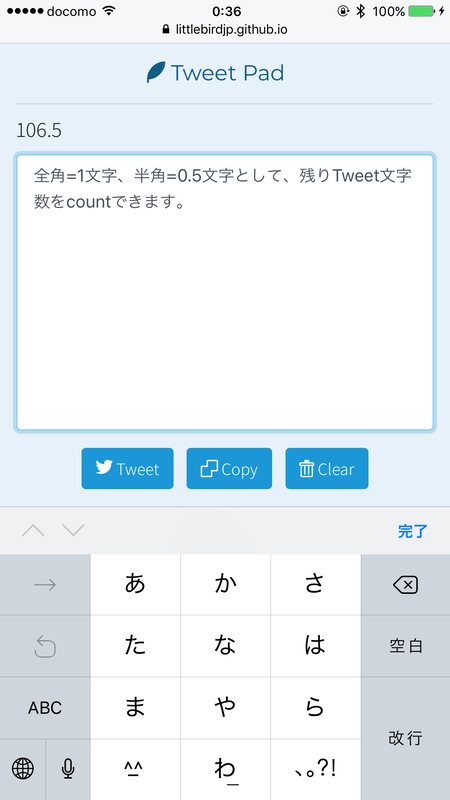 docomo 0:36 100%
littlebirdjp.github.io
Tweet Pad
106.5
全角=1文字、半角=0.5文字として、残りTweet文字
数をcountできます。
Tweet Copy Clear
完了
→ あ か さ
た な は 空白
ABC ま や ら
改行
^_^ わ_ 、。?!